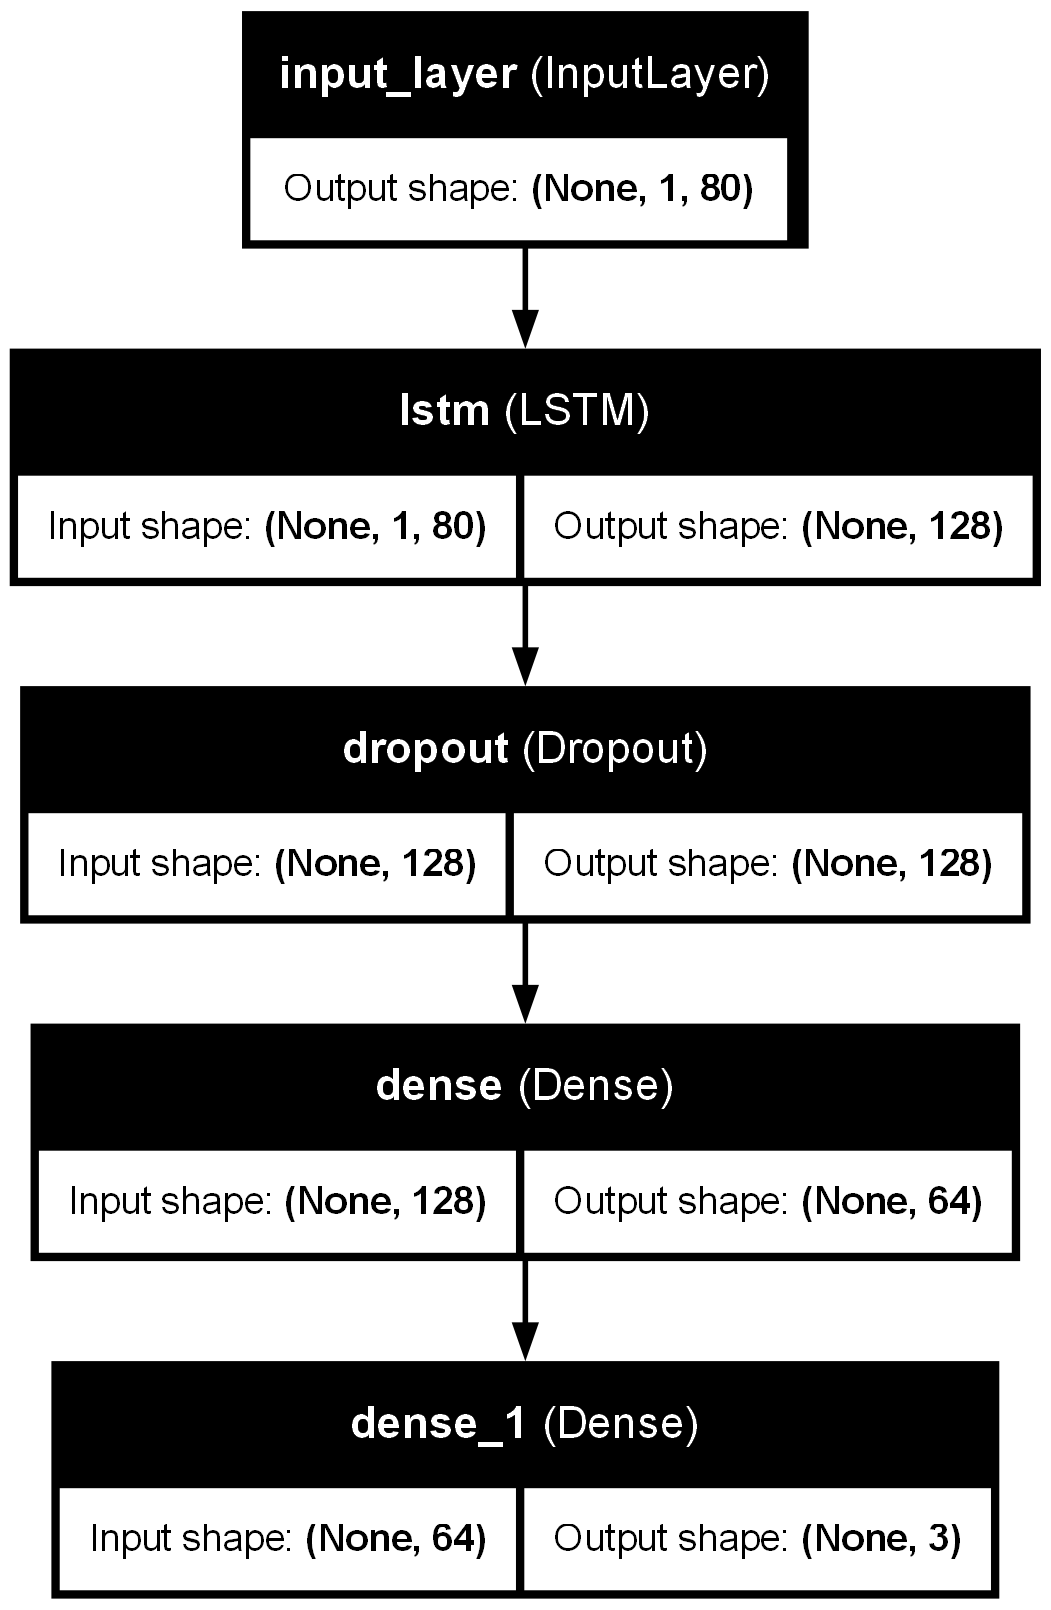 input_layer (InputLayer)
Output shape: (None, 1, 80)
lstm (LSTM)
Input shape: (None, 1, 80) Output shape: (None, 128)
dropout (Dropout)
Input shape: (None, 128) Output shape: (None, 128)
dense (Dense)
Input shape: (None, 128) Output shape: (None, 64)
dense_1 (Dense)
Input shape: (None, 64) Output shape: (None, 3)